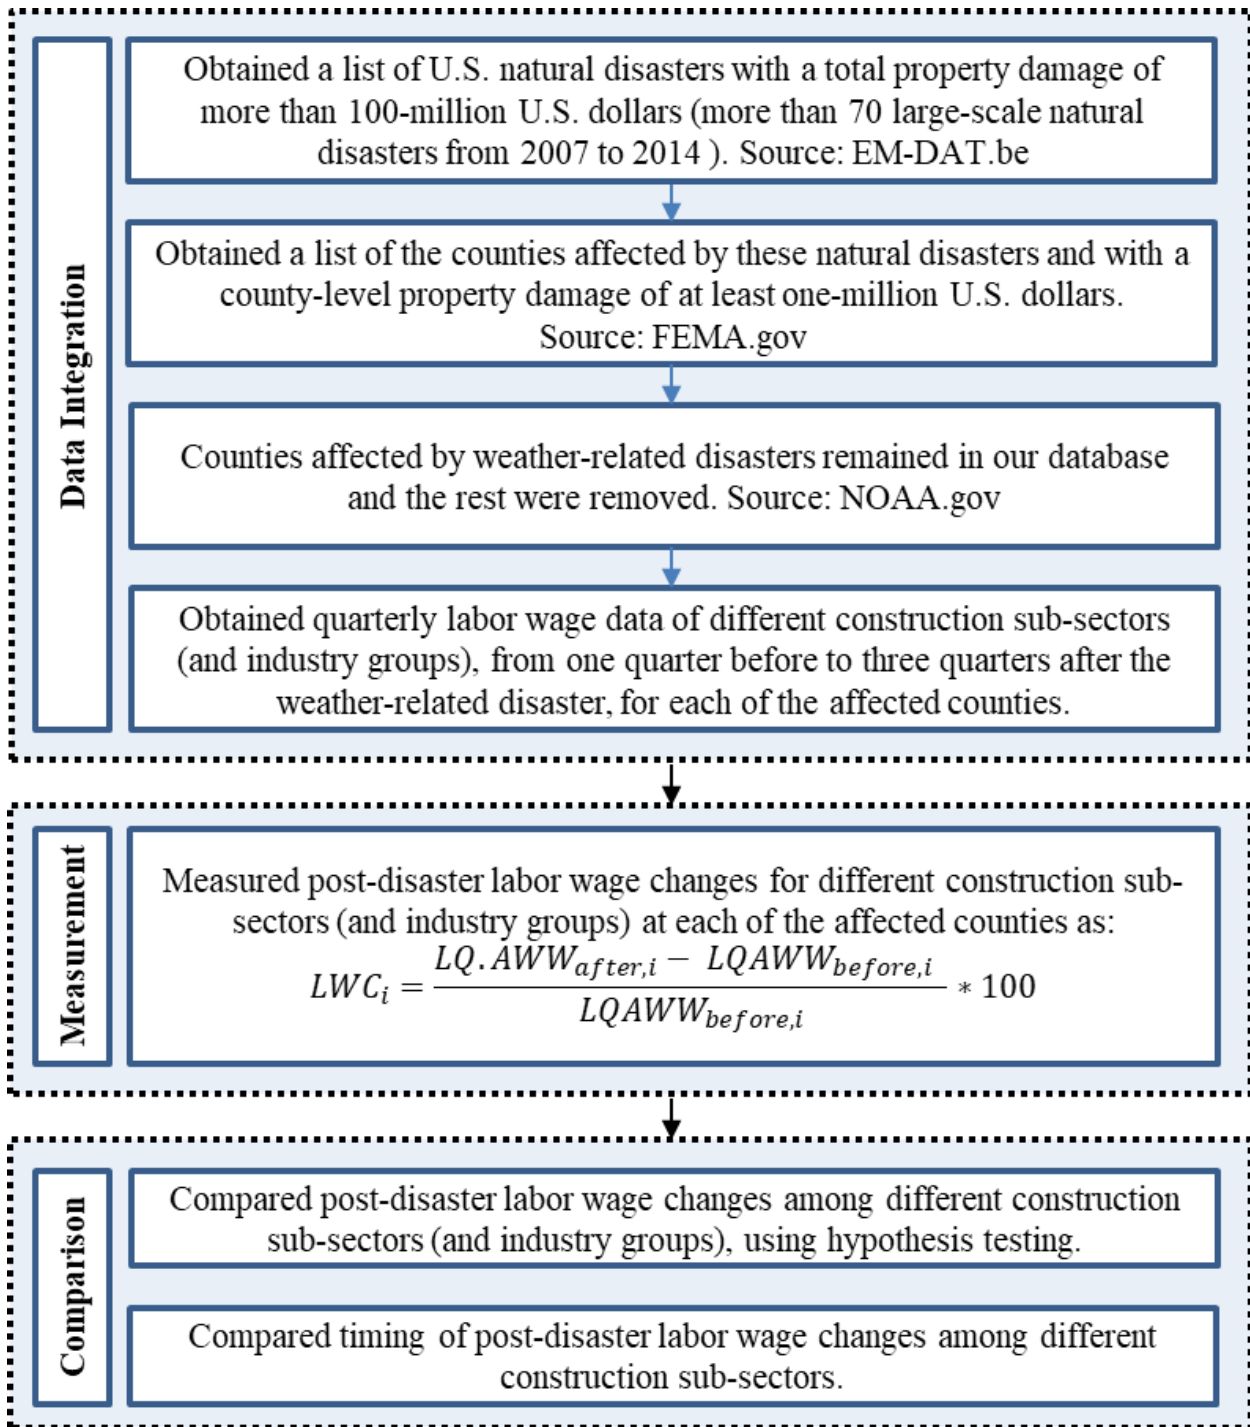 Data Integration
Obtained a list of U.S. natural disasters with a total property damage of
more than 100-million U.S. dollars (more than 70 large-scale natural
disasters from 2007 to 2014 ). Source: EM-DAT.be
Obtained a list of the counties affected by these natural disasters and with a
county-level property damage of at least one-million U.S. dollars.
Source: FEMA.gov
Counties affected by weather-related disasters remained in our database
and the rest were removed. Source: NOAA.gov
Obtained quarterly labor wage data of different construction sub-sectors
(and industry groups), from one quarter before to three quarters after the
weather-related disaster, for each of the affected counties.
Measurement
Measured post-disaster labor wage changes for different construction sub-
sectors (and industry groups) at each of the affected counties as:
LWC_i = \frac{LQ.AWW_{after,i} - LQAWW_{before,i}}{LQAWW_{before,i}} * 100
Comparison
Compared post-disaster labor wage changes among different construction
sub-sectors (and industry groups), using hypothesis testing.
Compared timing of post-disaster labor wage changes among different
construction sub-sectors.